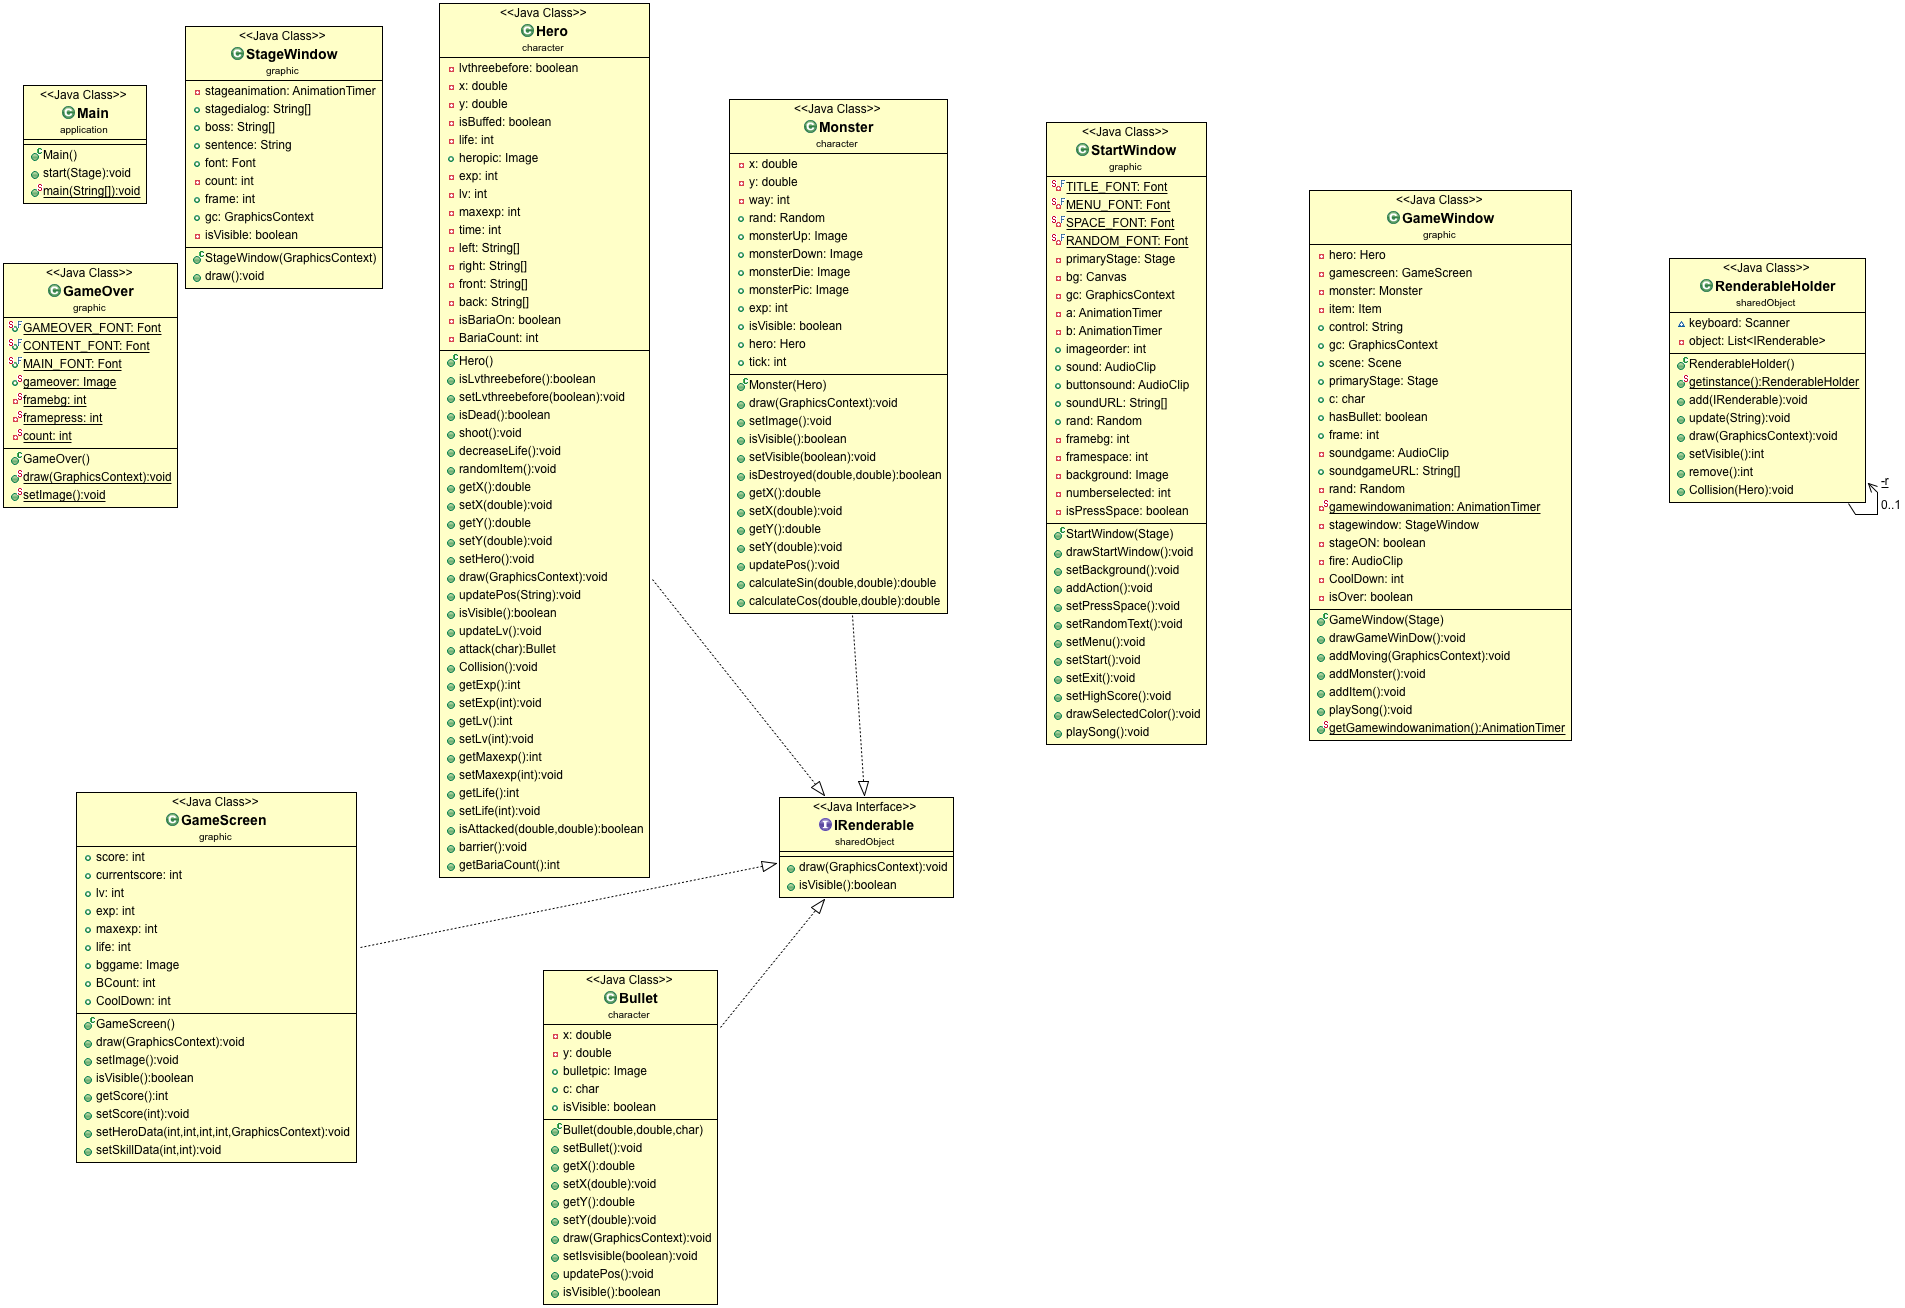 <<Java Class>>
Main
application
Main()
start(Stage):void
main(String[]):void
<<Java Class>>
StageWindow
graphic
stageanimation: AnimationTimer
stagedialog: String[]
boss: String[]
sentence: String
font: Font
count: int
frame: int
gc: GraphicsContext
isVisible: boolean
StageWindow(GraphicsContext)
draw():void
<<Java Class>>
GameOver
graphic
GAMEOVER_FONT: Font
CONTENT_FONT: Font
MAIN_FONT: Font
gameover: Image
framebg: int
framepress: int
count: int
GameOver()
draw(GraphicsContext):void
setImage():void
<<Java Class>>
Hero
character
lvthreebefore: boolean
x: double
y: double
isBuffed: boolean
life: int
heropic: Image
exp: int
lv: int
maxexp: int
time: int
left: String[]
right: String[]
front: String[]
back: String[]
isBariaOn: boolean
BariaCount: int
Hero()
isLvthreebefore():boolean
setLvthreebefore(boolean):void
isDead():boolean
shoot():void
decreaseLife():void
randomItem():void
getX():double
setX(double):void
getY():double
setY(double):void
setHero():void
draw(GraphicsContext):void
updatePos(String):void
isVisible():boolean
updateLv():void
attack(char):Bullet
Collision():void
getExp():int
setExp(int):void
getLv():int
setLv(int):void
getMaxexp():int
setMaxexp(int):void
getLife():int
setLife(int):void
isAttacked(double,double):boolean
barrier():void
getBariaCount():int
<<Java Class>>
Monster
character
x: double
y: double
way: int
rand: Random
monsterUp: Image
monsterDown: Image
monsterDie: Image
monsterPic: Image
exp: int
isVisible: boolean
hero: Hero
tick: int
Monster(Hero)
draw(GraphicsContext):void
setImage():void
isVisible():boolean
setVisible(boolean):void
isDestroyed(double,double):boolean
getX():double
setX(double):void
getY():double
setY(double):void
updatePos():void
calculateSin(double,double):double
calculateCos(double,double):double
<<Java Class>>
StartWindow
graphic
TITLE_FONT: Font
MENU_FONT: Font
SPACE_FONT: Font
RANDOM_FONT: Font
primaryStage: Stage
bg: Canvas
gc: GraphicsContext
a: AnimationTimer
b: AnimationTimer
imageorder: int
sound: AudioClip
buttonsound: AudioClip
soundURL: String[]
rand: Random
framebg: int
framespace: int
background: Image
numberselected: int
isPressSpace: boolean
StartWindow(Stage)
drawStartWindow():void
setBackground():void
addAction():void
setPressSpace():void
setRandomText():void
setMenu():void
setStart():void
setExit():void
setHighScore():void
drawSelectedColor():void
playSong():void
<<Java Class>>
GameWindow
graphic
hero: Hero
gamescreen: GameScreen
monster: Monster
item: Item
control: String
gc: GraphicsContext
scene: Scene
primaryStage: Stage
c: char
hasBullet: boolean
frame: int
soundgame: AudioClip
soundgameURL: String[]
rand: Random
gamewindowanimation: AnimationTimer
stagewindow: StageWindow
stageON: boolean
fire: AudioClip
CoolDown: int
isOver: boolean
GameWindow(Stage)
drawGameWinDow():void
addMoving(GraphicsContext):void
addMonster():void
addItem():void
playSong():void
getGamewindowanimation():AnimationTimer
<<Java Class>>
RenderableHolder
sharedObject
keyboard: Scanner
object: List<IRenderable>
RenderableHolder()
getinstance():RenderableHolder
add(IRenderable):void
update(String):void
draw(GraphicsContext):void
setVisible():int
remove():int
Collision(Hero):void
-r
0..1
<<Java Class>>
GameScreen
graphic
score: int
currentscore: int
lv: int
exp: int
maxexp: int
life: int
bggame: Image
BCount: int
CoolDown: int
GameScreen()
draw(GraphicsContext):void
setImage():void
isVisible():boolean
getScore():int
setScore(int):void
setHeroData(int,int,int,int,GraphicsContext):void
setSkillData(int,int):void
<<Java Interface>>
IRenderable
sharedObject
draw(GraphicsContext):void
isVisible():boolean
<<Java Class>>
Bullet
character
x: double
y: double
bulletpic: Image
c: char
isVisible: boolean
Bullet(double,double,char)
setBullet():void
getX():double
setX(double):void
getY():double
setY(double):void
draw(GraphicsContext):void
setIsvisible(boolean):void
updatePos():void
isVisible():boolean